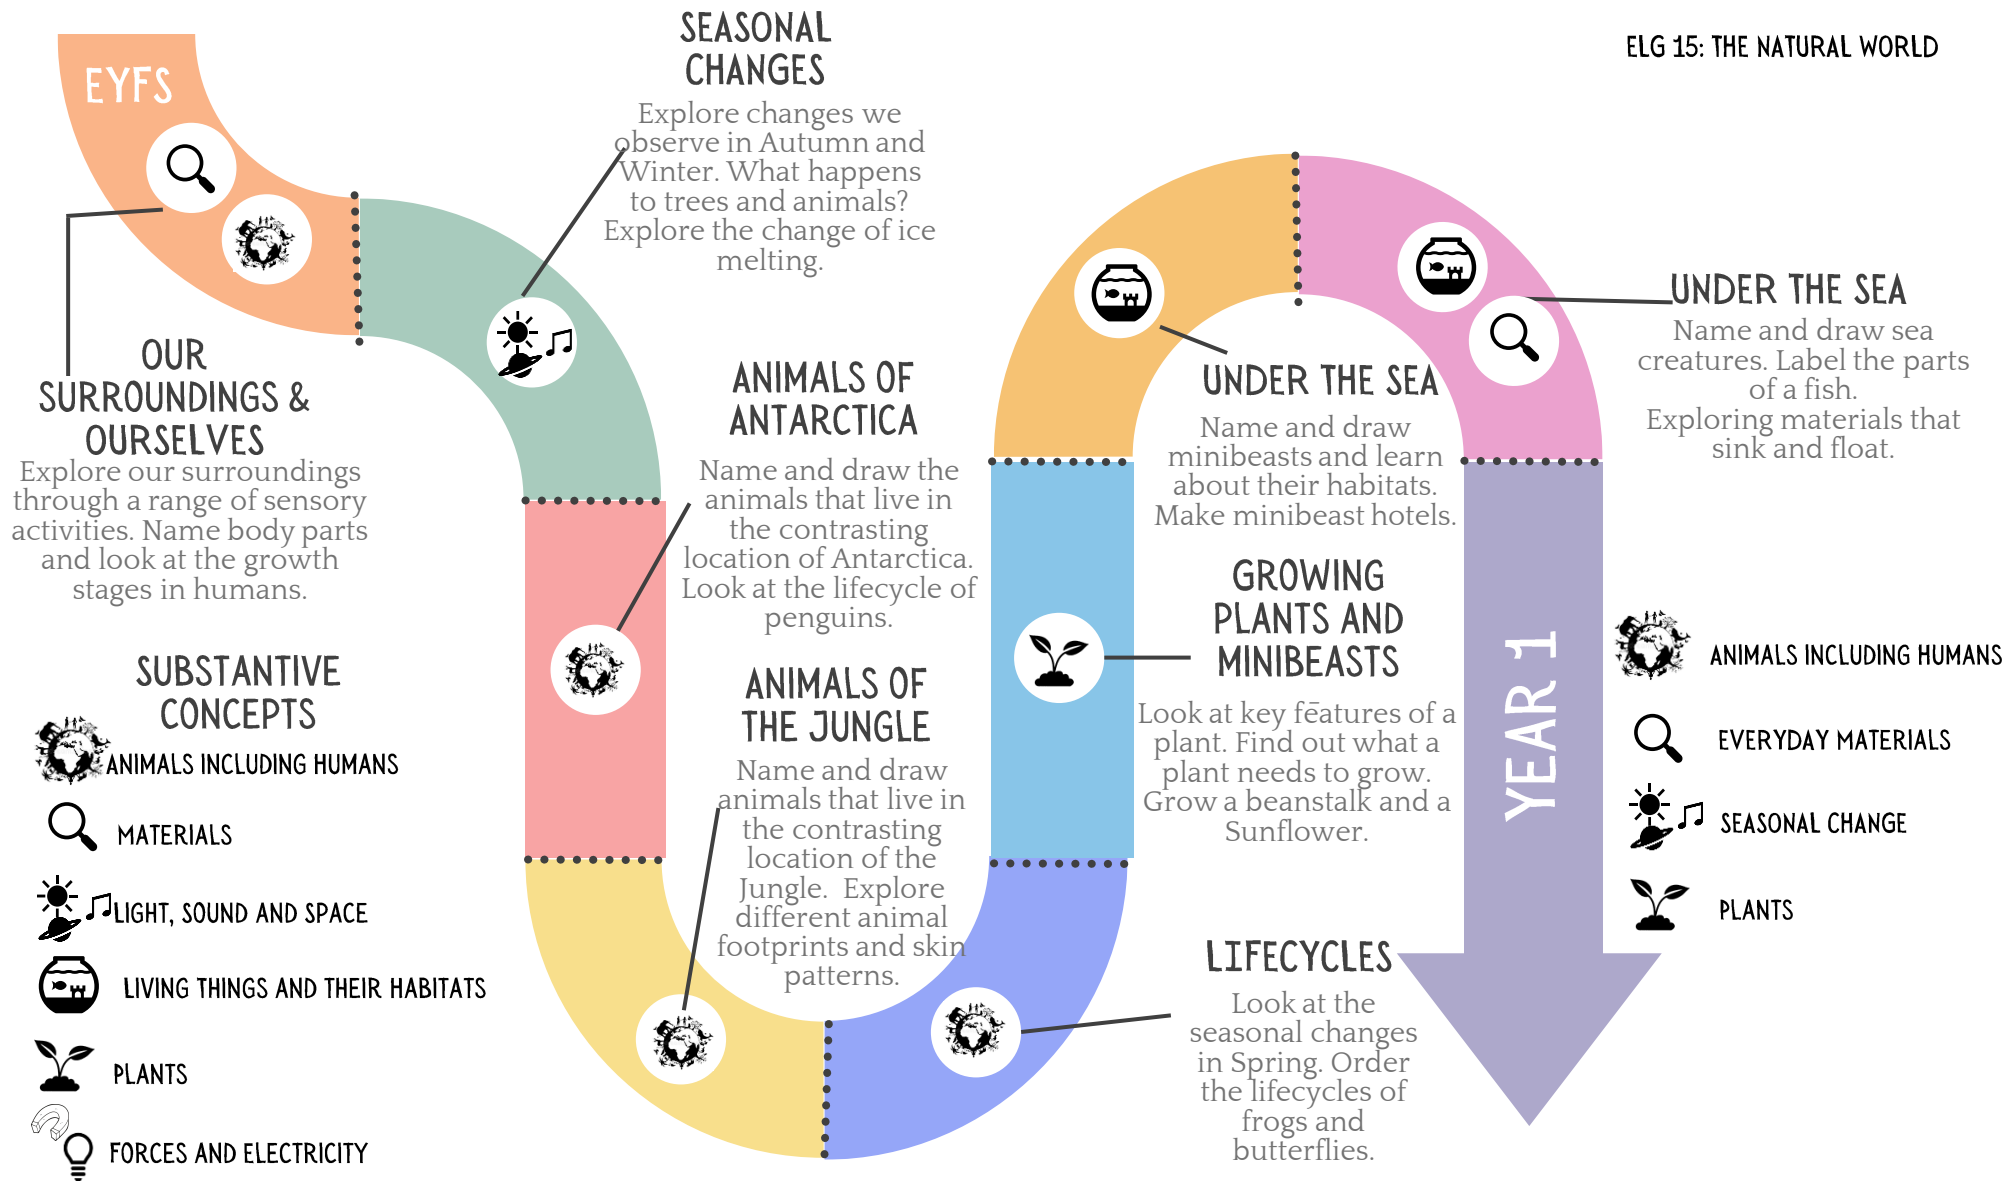 EYFS
SEASONAL
CHANGES
Explore changes we
observe in Autumn and
Winter. What happens
to trees and animals?
Explore the change of ice
melting.
ELG 15: THE NATURAL WORLD
OUR
SURROUNDINGS &
OURSELVES
Explore our surroundings
through a range of sensory
activities. Name body parts
and look at the growth
stages in humans.
ANIMALS OF
ANTARCTICA
Name and draw the
animals that live in
the contrasting
location of Antarctica.
Look at the lifecycle of
penguins.
ANIMALS OF
THE JUNGLE
Name and draw
animals that live in
the contrasting
location of the
Jungle.  Explore
different animal
footprints and skin
patterns.
LIFECYCLES
Look at the
seasonal changes
in Spring. Order
the lifecycles of
frogs and
butterflies.
GROWING
PLANTS AND
MINIBEASTS
Look at key features of a
plant. Find out what a
plant needs to grow.
Grow a beanstalk and a
Sunflower.
UNDER THE SEA
Name and draw
minibeasts and learn
about their habitats.
Make minibeast hotels.
UNDER THE SEA
Name and draw sea
creatures. Label the parts
of a fish.
Exploring materials that
sink and float.
YEAR 1
SUBSTANTIVE
CONCEPTS
ANIMALS INCLUDING HUMANS
MATERIALS
LIGHT, SOUND AND SPACE
LIVING THINGS AND THEIR HABITATS
PLANTS
FORCES AND ELECTRICITY
ANIMALS INCLUDING HUMANS
EVERYDAY MATERIALS
SEASONAL CHANGE
PLANTS